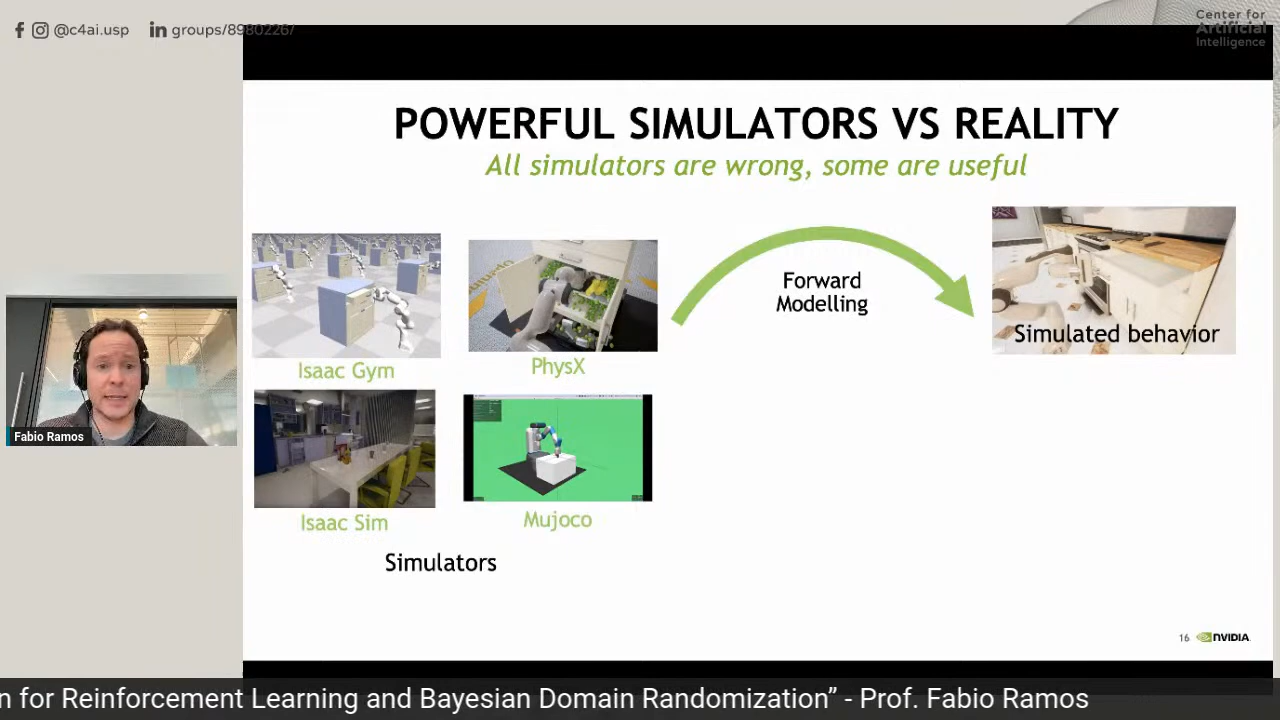 @c4ai.usp
groups/8980226/
Center for
Artificial
Intelligence
POWERFUL SIMULATORS VS REALITY
All simulators are wrong, some are useful
Forward
Modelling
Simulated behavior
Isaac Gym
PhysX
Isaac Sim
Mujoco
Simulators
Fabio Ramos
16
NVIDIA
n for Reinforcement Learning and Bayesian Domain Randomization” - Prof. Fabio Ramos